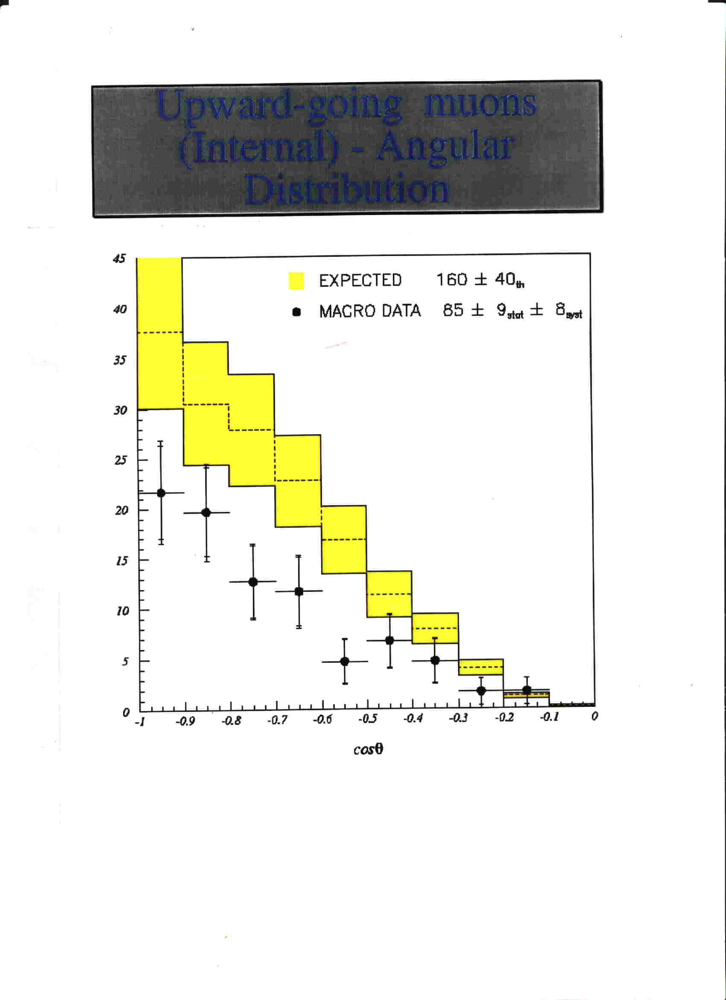 Upward-going muons
(Internal) - Angular
Distribution
45
EXPECTED 160 ± 40th
40
MACRO DATA 85 ± 9stat ± 8syst
35
30
25
20
15
10
5
0
-1 -0.9 -0.8 -0.7 -0.6 -0.5 -0.4 -0.3 -0.2 -0.1 0
cosθ